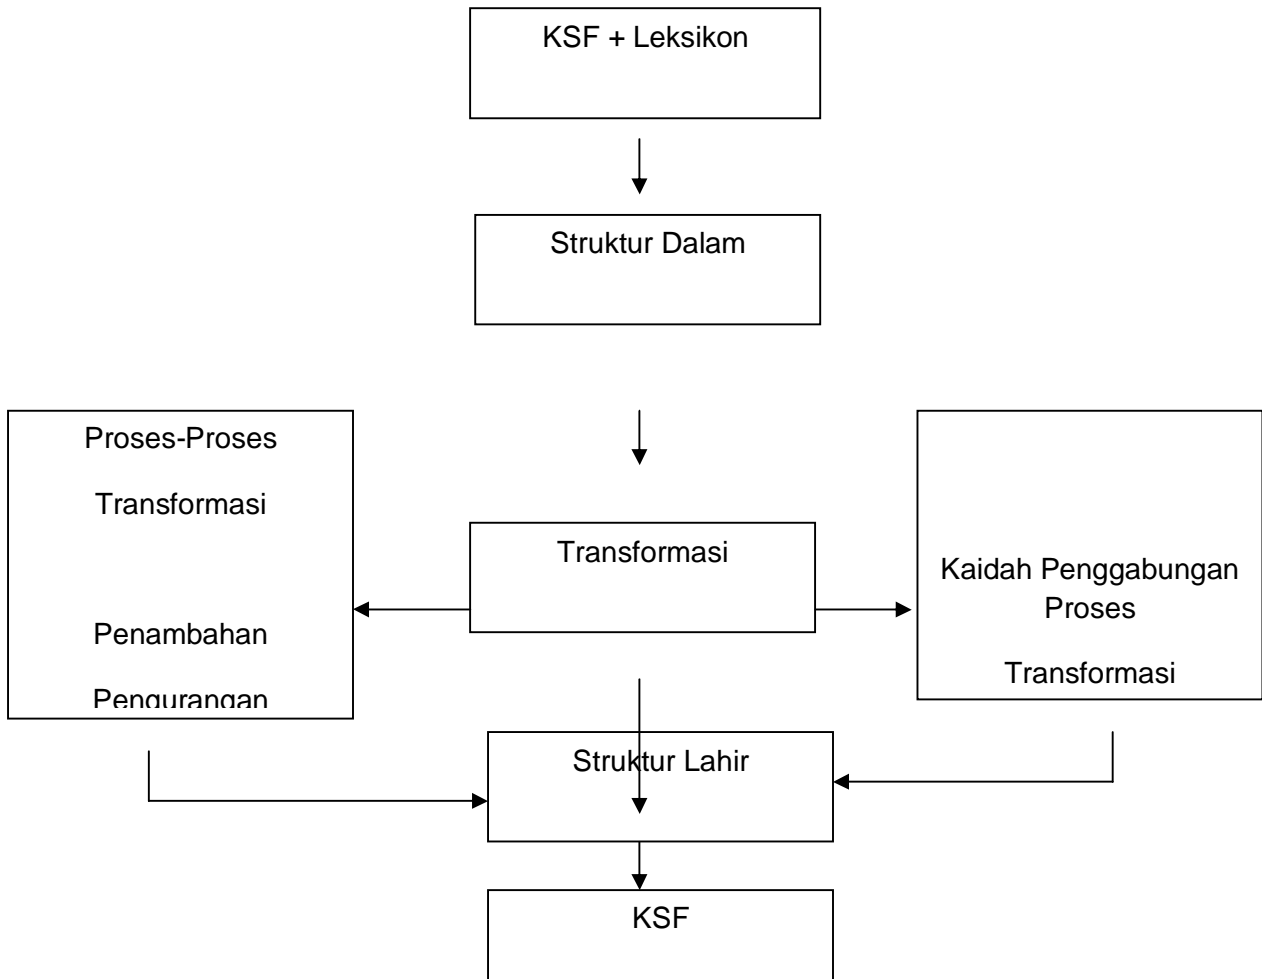 KSF + Leksikon
Struktur Dalam
Proses-Proses
Transformasi
Penambahan
Pengurangan
Transformasi
Kaidah Penggabungan
Proses
Transformasi
Struktur Lahir
KSF